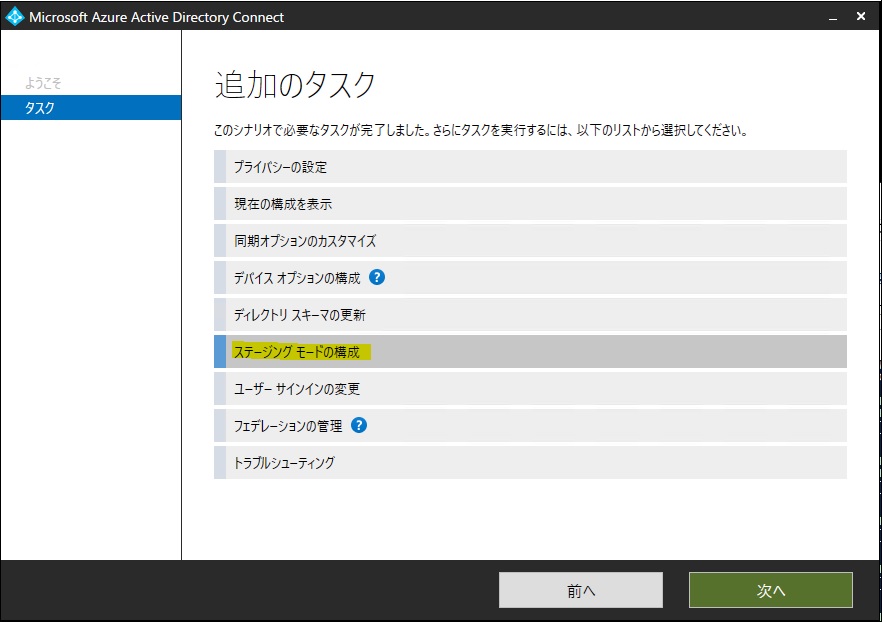 Microsoft Azure Active Directory Connect
ようこそ
タスク
追加のタスク
このシナリオで必要なタスクが完了しました。さらにタスクを実行するには、以下のリストから選択してください。
プライバシーの設定
現在の構成を表示
同期オプションのカスタマイズ
デバイス オプションの構成 ?
ディレクトリ スキーマの更新
ステージング モードの構成
ユーザー サインインの変更
フェデレーションの管理 ?
トラブルシューティング
前へ
次へ